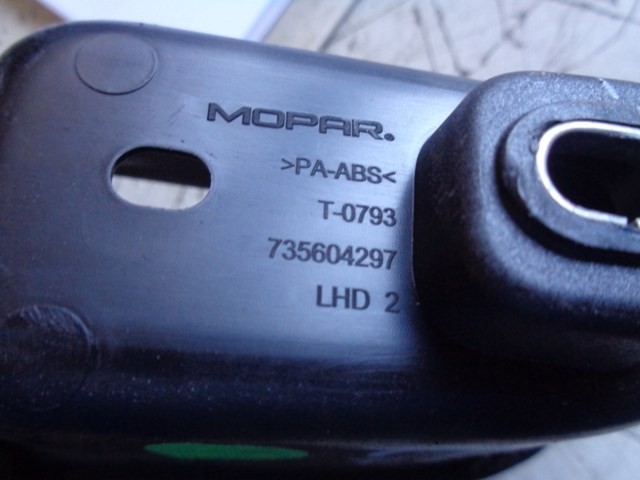 MOPAR.
>PA-ABS<
T-0793
735604297
LHD 2